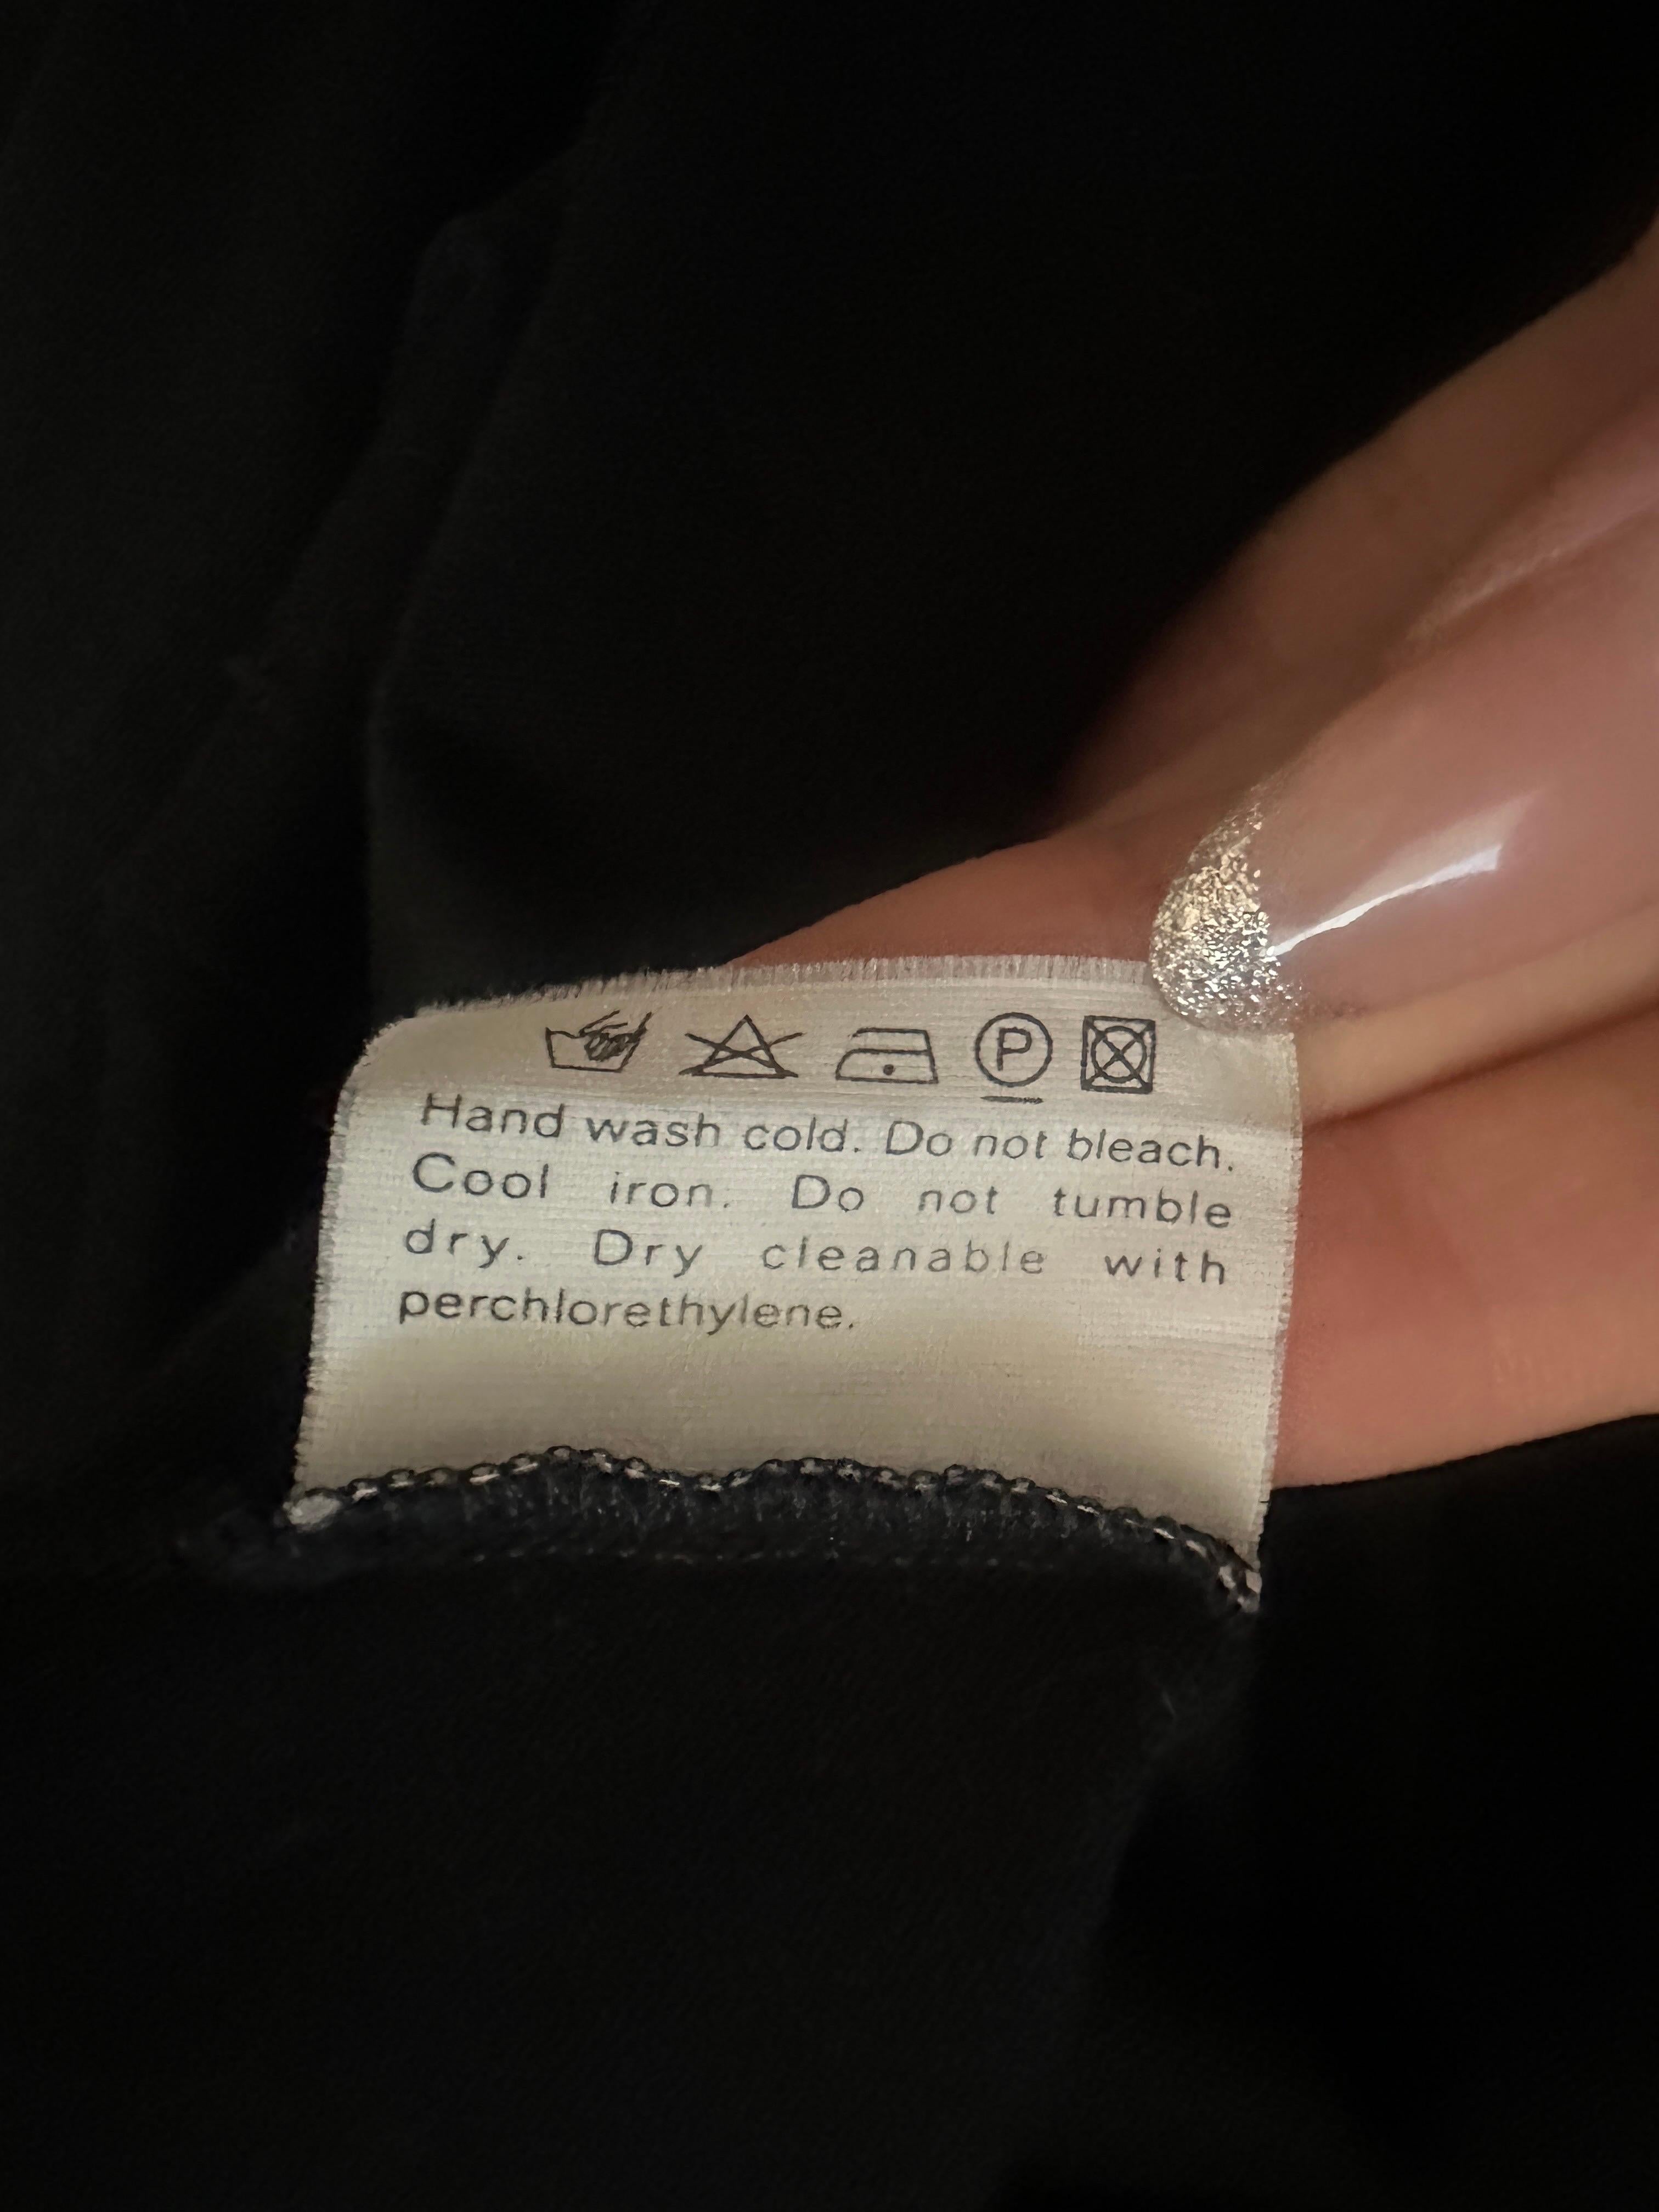 P
Hand wash cold. Do not bleach.
Cool iron. Do not tumble
dry. Dry cleanable with
perchlorethylene.